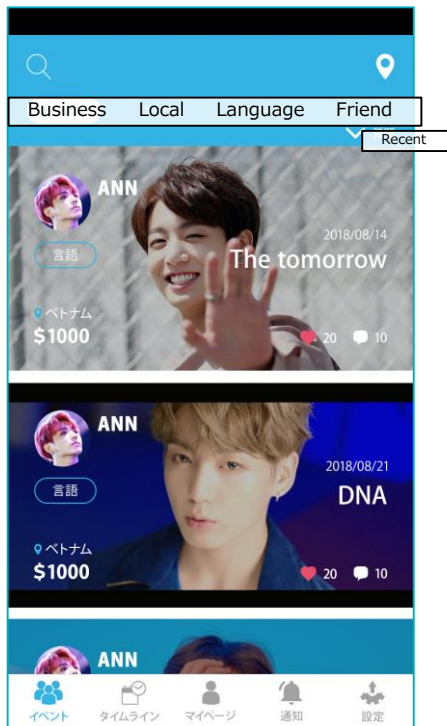 Business Local Language Friend
Recent
ANN
2018/08/14
言語
The tomorrow
ベトナム
$1000
20 10
ANN
2018/08/21
言語
DNA
ベトナム
$1000
20 10
ANN
イベント タイムライン マイページ 通知 設定